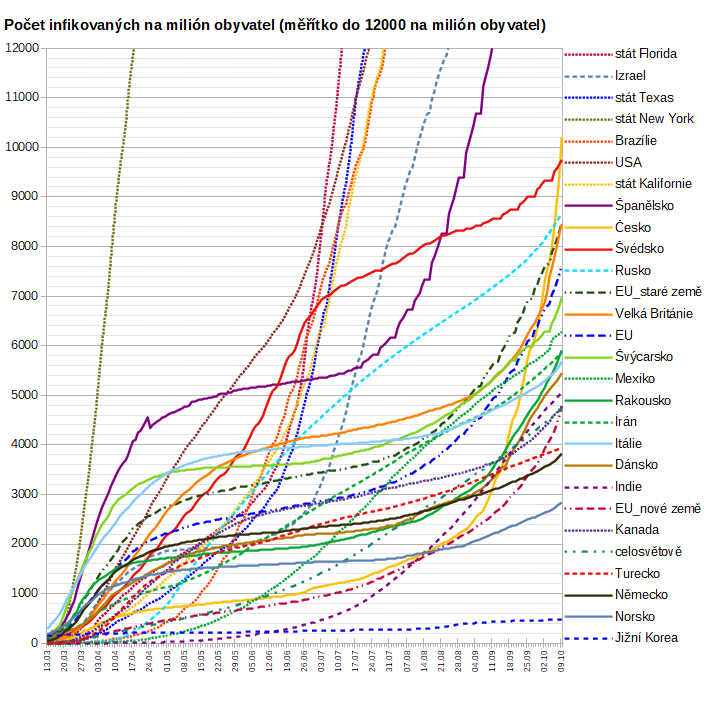 Počet infikovaných na milión obyvatel (měřítko do 12000 na milión obyvatel)
12000
11000
10000
9000
8000
7000
6000
5000
4000
3000
2000
1000
0
stát Florida
Izrael
stát Texas
stát New York
Brazílie
USA
stát Kalifornie
Španělsko
Česko
Švédsko
Rusko
EU_staré země
Velká Británie
EU
Švýcarsko
Mexiko
Rakousko
Írán
Itálie
Dánsko
Indie
EU_nové země
Kanada
celosvětově
Turecko
Německo
Norsko
Jižní Korea
13.03
20.03
27.03
03.04
10.04
17.04
24.04
01.05
08.05
15.05
22.05
29.05
05.06
12.06
19.06
26.06
03.07
10.07
17.07
24.07
31.07
07.08
14.08
21.08
28.08
04.09
11.09
18.09
25.09
02.10
09.10